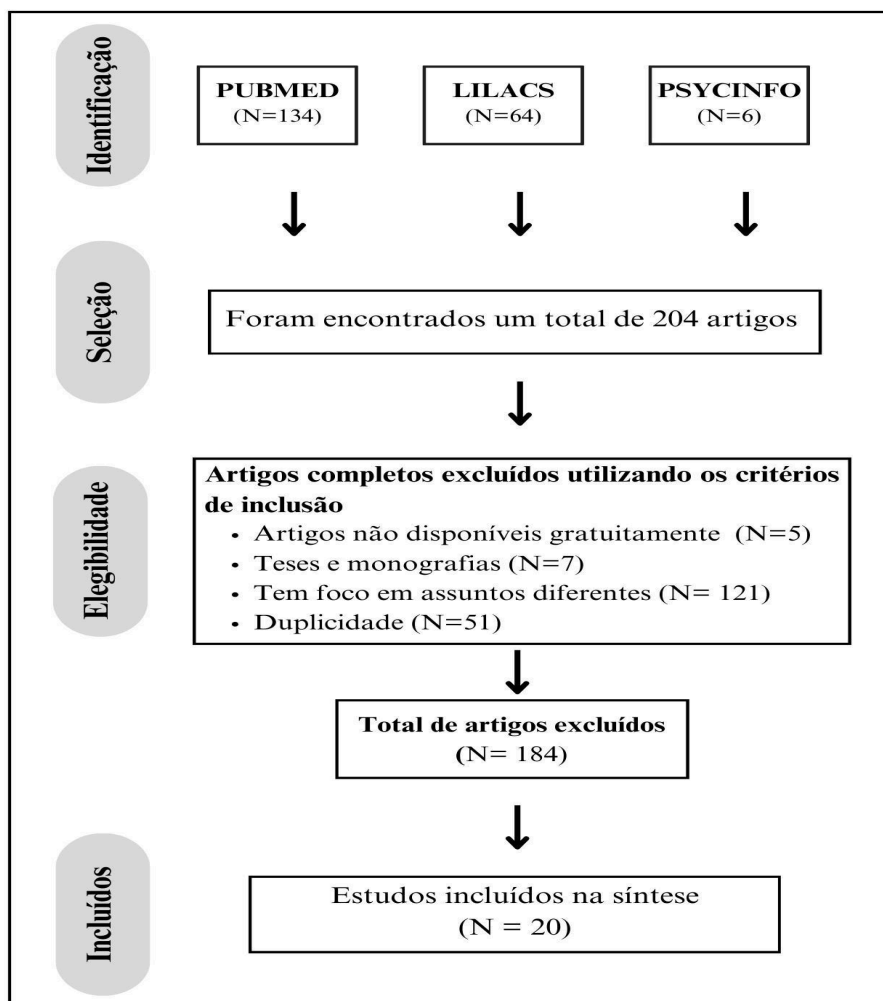 Identificação
PUBMED
(N=134)
LILACS
(N=64)
PSYCINFO
(N=6)
Seleção
Foram encontrados um total de 204 artigos
Elegibilidade
Artigos completos excluídos utilizando os critérios
de inclusão
• Artigos não disponíveis gratuitamente (N=5)
• Teses e monografias (N=7)
• Tem foco em assuntos diferentes (N= 121)
• Duplicidade (N=51)
Total de artigos excluídos
(N= 184)
Incluídos
Estudos incluídos na síntese
(N = 20)